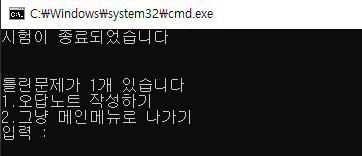 C:₩Windows₩system32₩cmd.exe
시험이 종료되었습니다
틀린문제가 1개 있습니다
1.오답노트 작성하기
2.그냥 메인메뉴로 나가기
입력 :